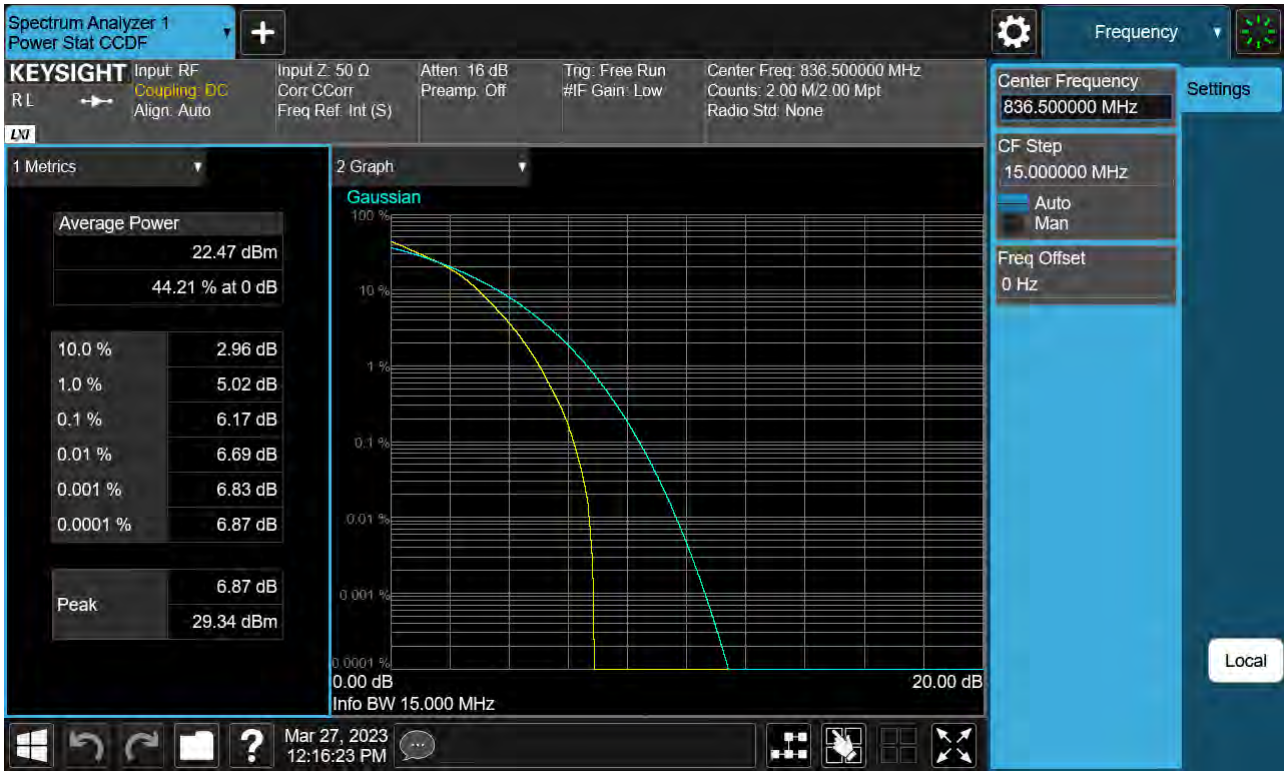 Spectrum Analyzer 1
Power Stat CCDF
+
Frequency
KEYSIGHT
RL
LXI
Input: RF
Coupling: DC
Align: Auto
Input Z: 50 Ω
Corr CCorr
Freq Ref: Int (S)
Atten: 16 dB
Preamp: Off
Trig: Free Run
#IF Gain: Low
Center Freq: 836.500000 MHz
Counts: 2.00 M/2.00 Mpt
Radio Std: None
1 Metrics
Average Power
22.47 dBm
44.21 % at 0 dB
10.0 % 2.96 dB
1.0 % 5.02 dB
0.1 % 6.17 dB
0.01 % 6.69 dB
0.001 % 6.83 dB
0.0001 % 6.87 dB
Peak
6.87 dB
29.34 dBm
2 Graph
Gaussian
100 %
10 %
1 %
0.1 %
0.01 %
0.001 %
0.0001 %
0.00 dB 20.00 dB
Info BW 15.000 MHz
Center Frequency
836.500000 MHz
CF Step
15.000000 MHz
Auto
Man
Freq Offset
0 Hz
Settings
Local
?
Mar 27, 2023
12:16:23 PM